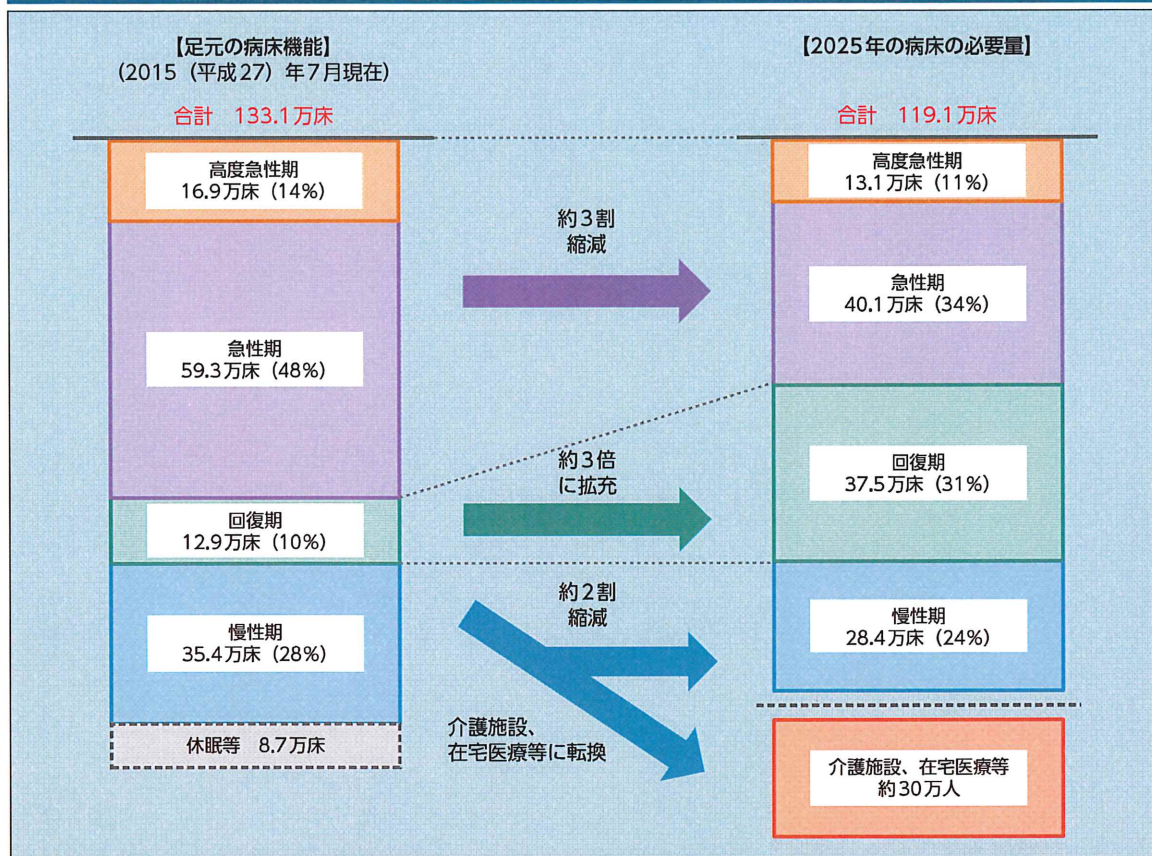 【足元の病床機能】
(2015（平成27）年7月現在)
合計　133.1万床
高度急性期
16.9万床（14%）
急性期
59.3万床（48%）
回復期
12.9万床（10%）
慢性期
35.4万床（28%）
休眠等　8.7万床
約3割
縮減
約3倍
に拡充
約2割
縮減
介護施設、
在宅医療等に転換
【2025年の病床の必要量】
合計　119.1万床
高度急性期
13.1万床（11%）
急性期
40.1万床（34%）
回復期
37.5万床（31%）
慢性期
28.4万床（24%）
介護施設、在宅医療等
約30万人